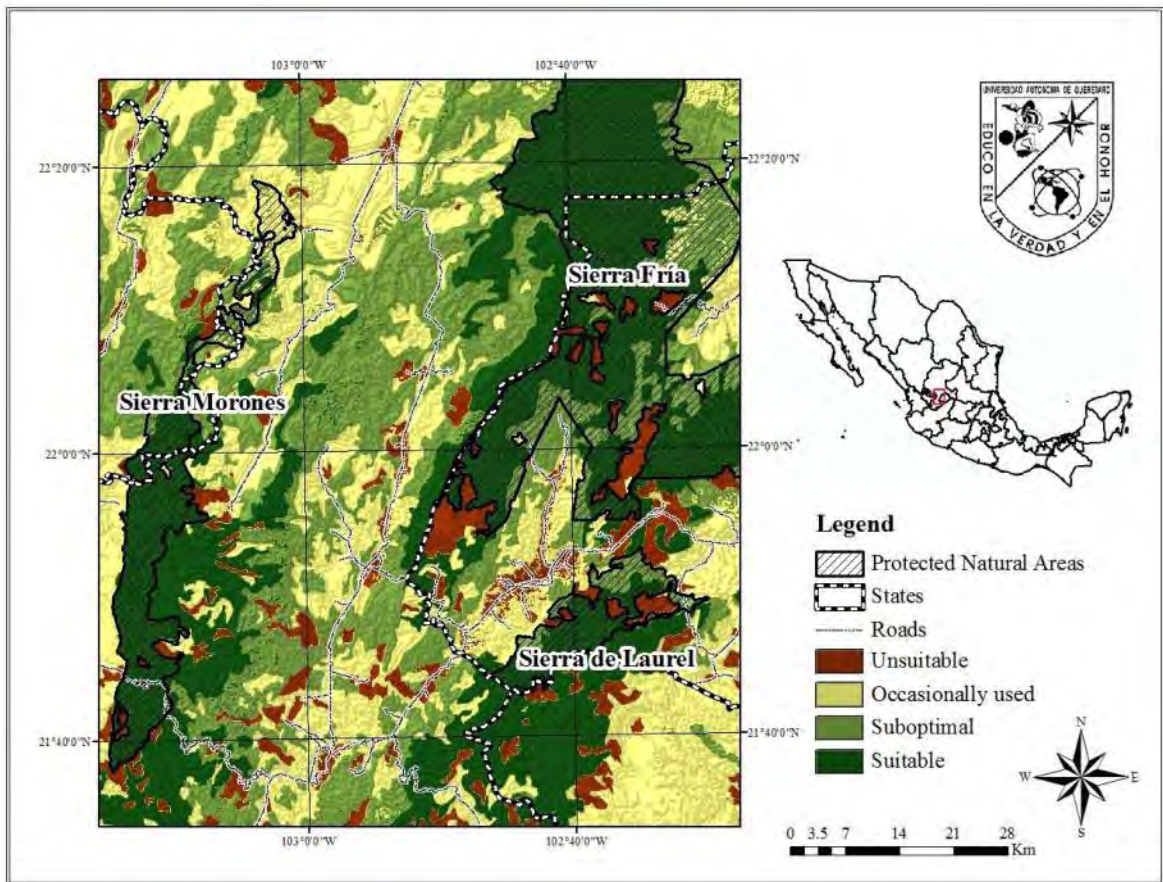 103°0'0"W
102°40'0"W
22°20'0"N
22°20'0"N
Sierra Fría
Sierra Morones
22°0'0"N
22°0'0"N
Sierra de Laurel
21°40'0"N
21°40'0"N
103°0'0"W
102°40'0"W
UNIVERSIDAD AUTONOMA DE QUERETARO
EDUCO EN LA VERDAD Y EN EL HONOR
Legend
Protected Natural Areas
States
Roads
Unsuitable
Occasionally used
Suboptimal
Suitable
N
W
E
S
0 3.5 7 14 21 28
Km